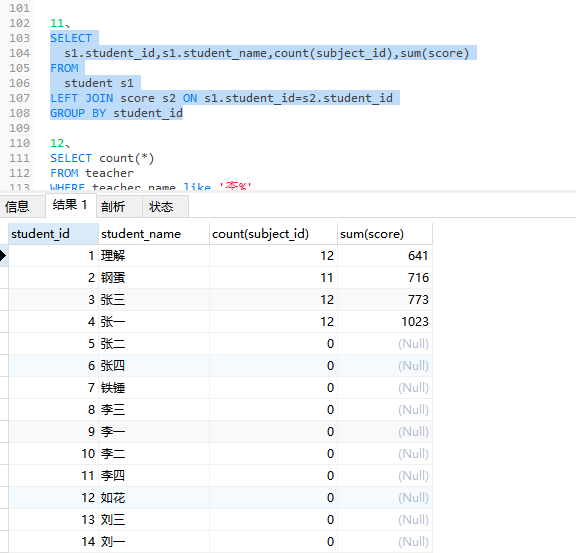 101
102 11、
103 SELECT
104 s1.student_id,s1.student_name,count(subject_id),sum(score)
105 FROM
106 student s1
107 LEFT JOIN score s2 ON s1.student_id=s2.student_id
108 GROUP BY student_id
109
110 12、
111 SELECT count(*)
112 FROM teacher
113 WHERE teacher_name like '李%'
信息 结果 1 剖析 状态
student_id student_name count(subject_id) sum(score)
1 理解 12 641
2 钢蛋 11 716
3 张三 12 773
4 张一 12 1023
5 张二 0 (Null)
6 张四 0 (Null)
7 铁锤 0 (Null)
8 李三 0 (Null)
9 李一 0 (Null)
10 李二 0 (Null)
11 李四 0 (Null)
12 如花 0 (Null)
13 刘三 0 (Null)
14 刘一 0 (Null)